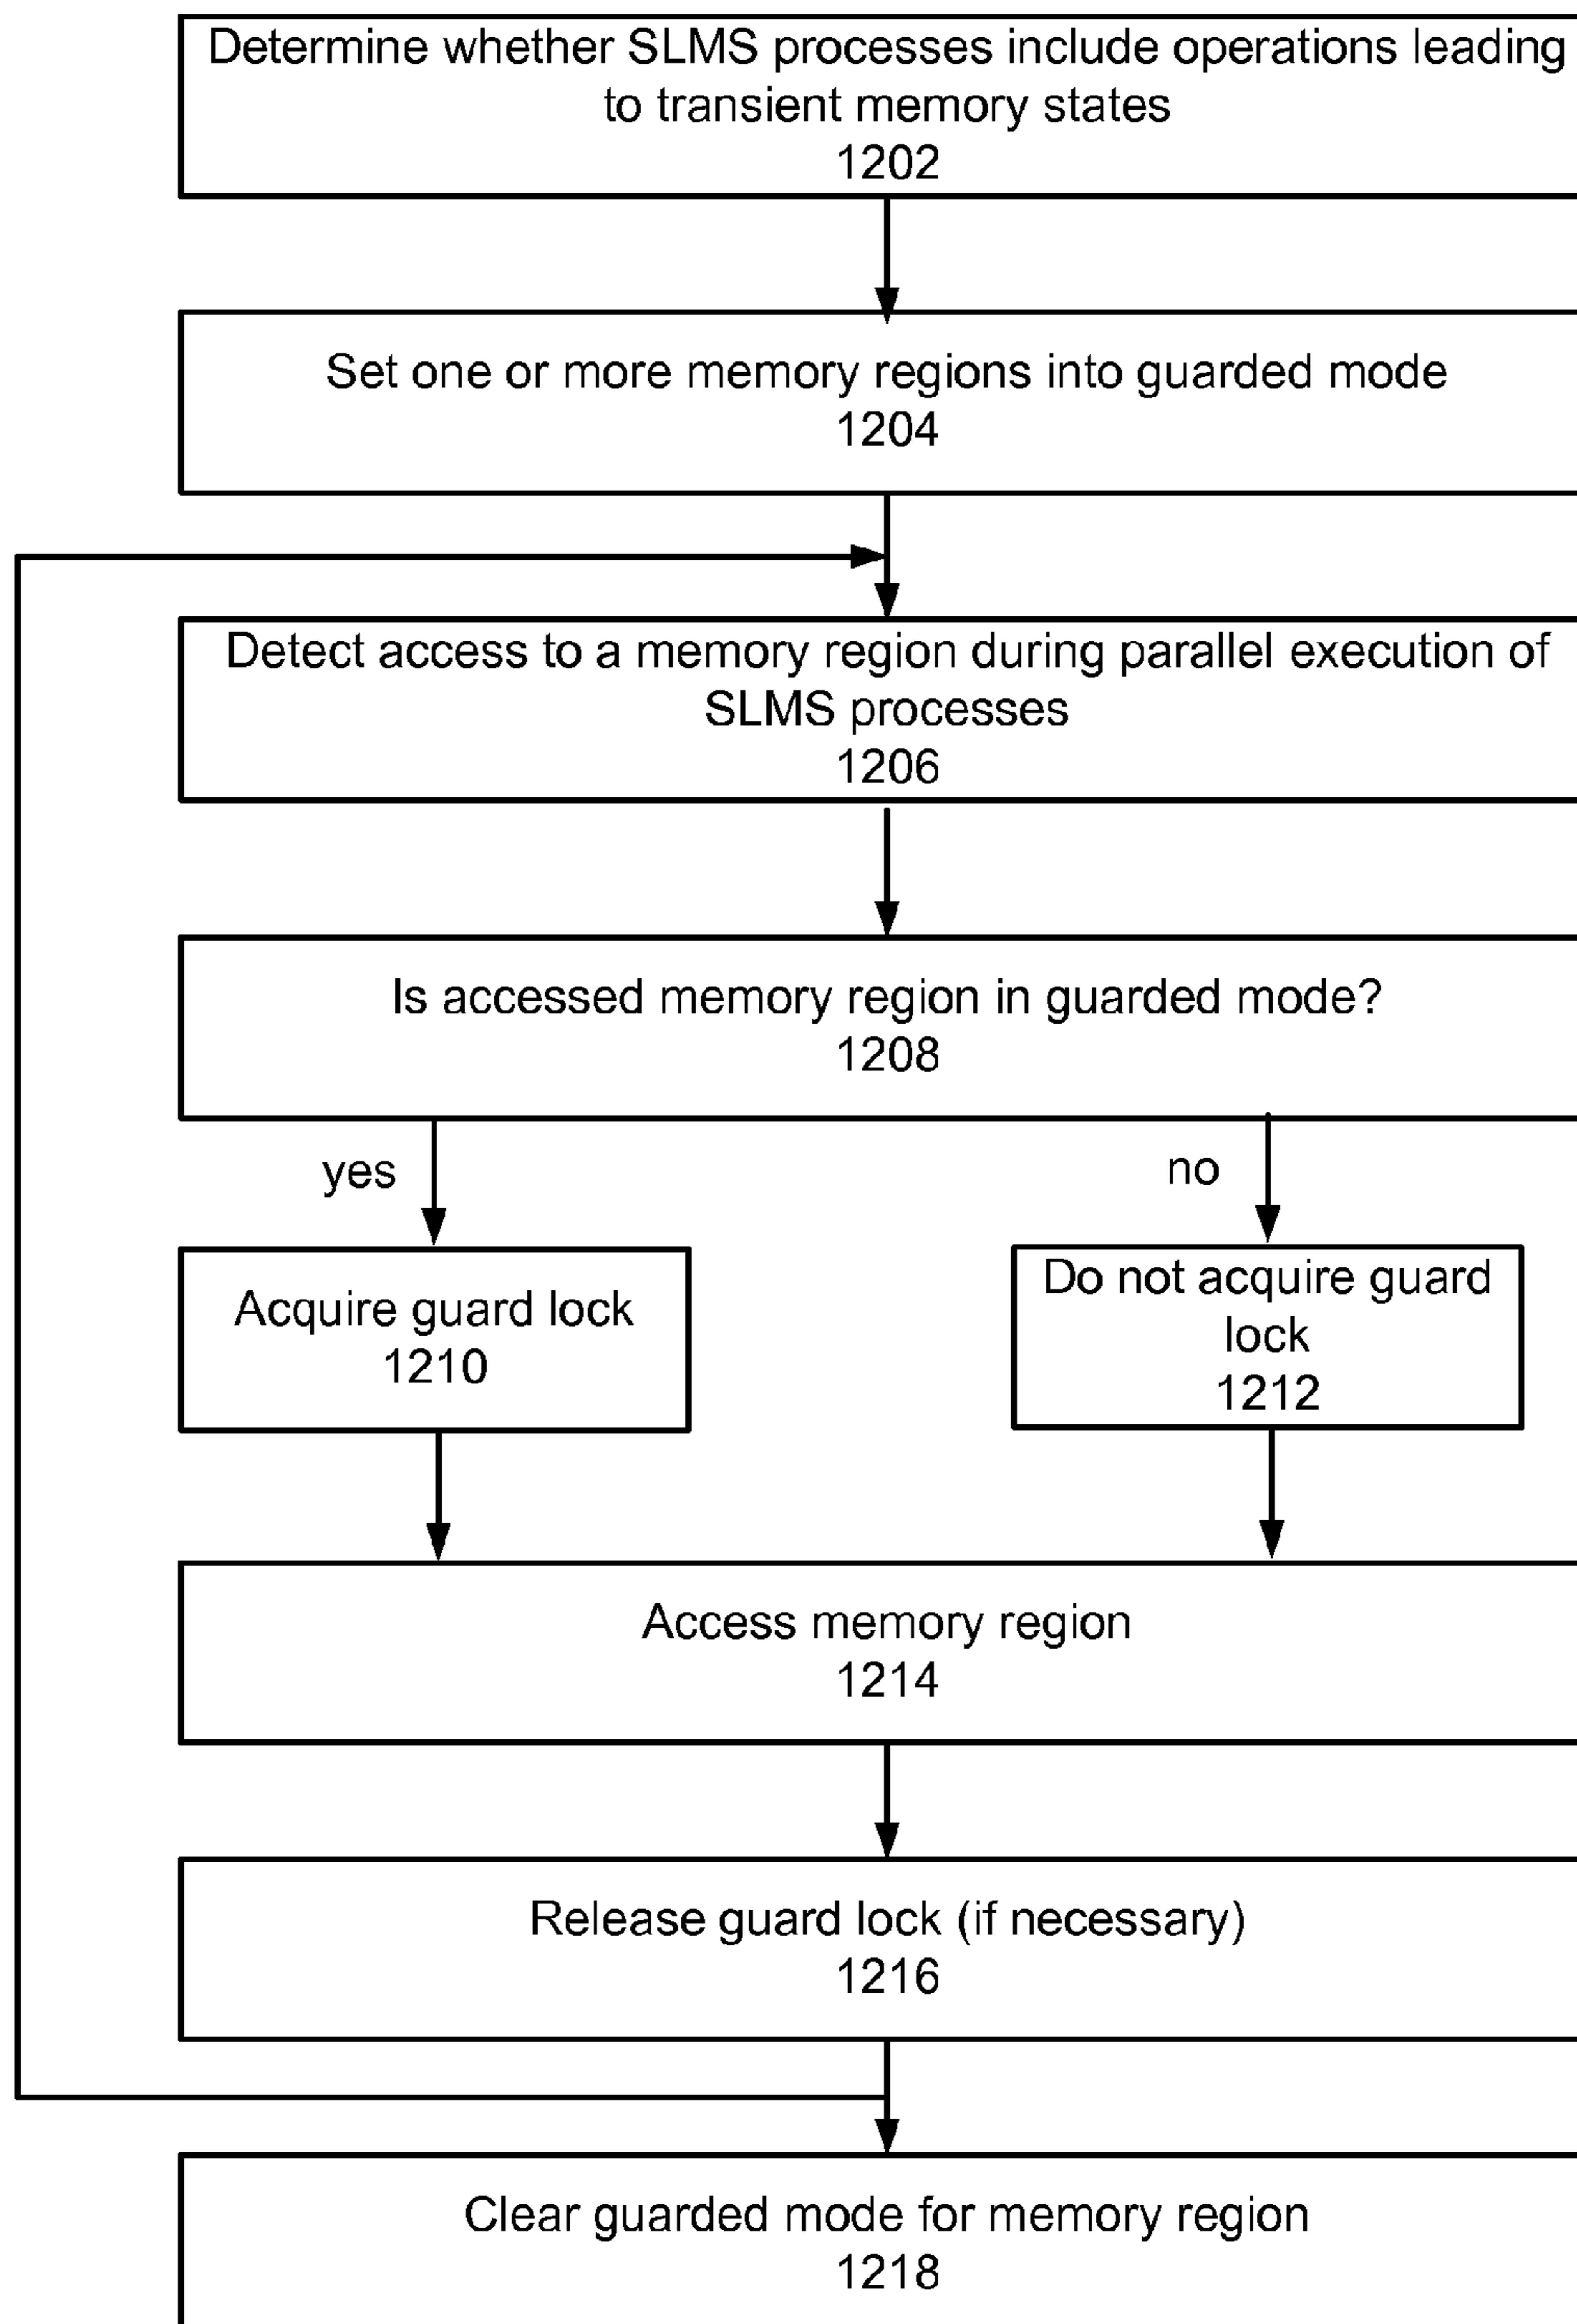 Determine whether SLMS processes include operations leading
to transient memory states
1202
Set one or more memory regions into guarded mode
1204
Detect access to a memory region during parallel execution of
SLMS processes
1206
Is accessed memory region in guarded mode?
1208
yes
no
Acquire guard lock
1210
Do not acquire guard
lock
1212
Access memory region
1214
Release guard lock (if necessary)
1216
Clear guarded mode for memory region
1218